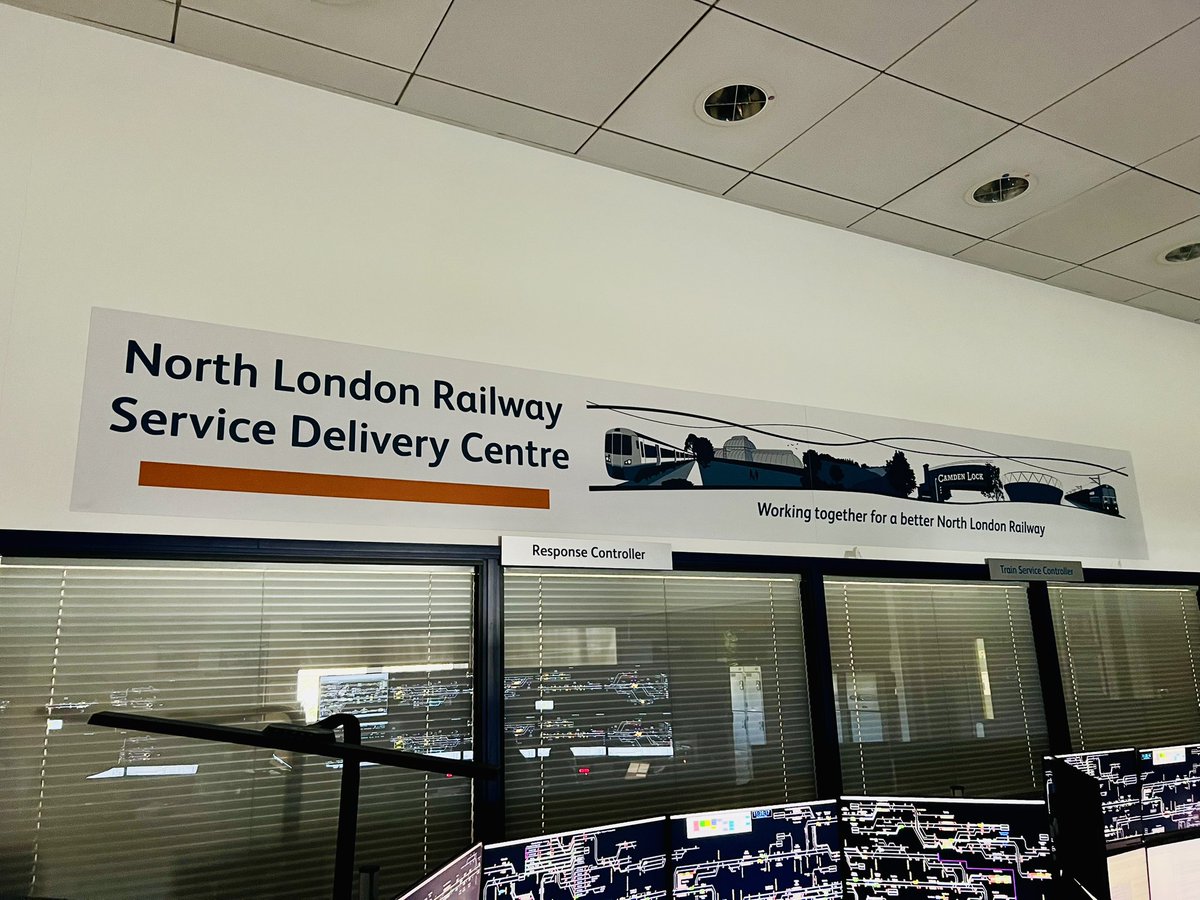 North London Railway
Service Delivery Centre
CAMDEN LOCK
Working together for a better North London Railway
Response Controller
Train Service Controller